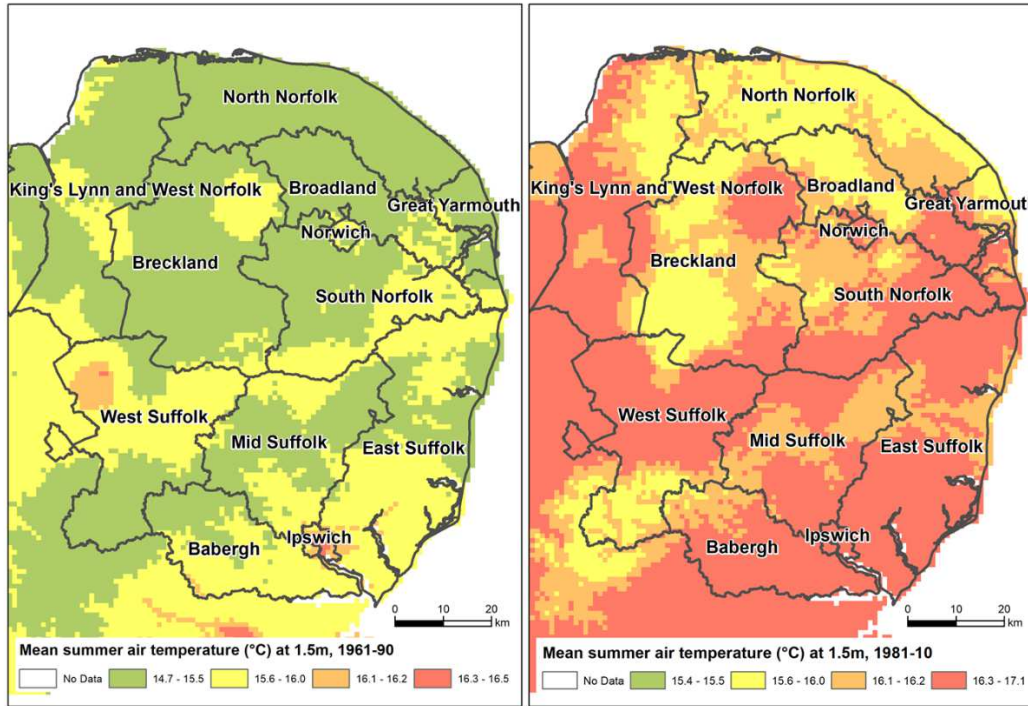 North Norfolk
King's Lynn and West Norfolk
Broadland
Great Yarmouth
Norwich
Breckland
South Norfolk
West Suffolk
Mid Suffolk
East Suffolk
Ipswich
Babergh
0 10 20
km
Mean summer air temperature (°C) at 1.5m, 1961-90
No Data 14.7 - 15.5 15.6 - 16.0 16.1 - 16.2 16.3 - 16.5
North Norfolk
King's Lynn and West Norfolk
Broadland
Great Yarmouth
Norwich
Breckland
South Norfolk
West Suffolk
Mid Suffolk
East Suffolk
Ipswich
Babergh
0 10 20
km
Mean summer air temperature (°C) at 1.5m, 1981-10
No Data 15.4 - 15.5 15.6 - 16.0 16.1 - 16.2 16.3 - 17.1